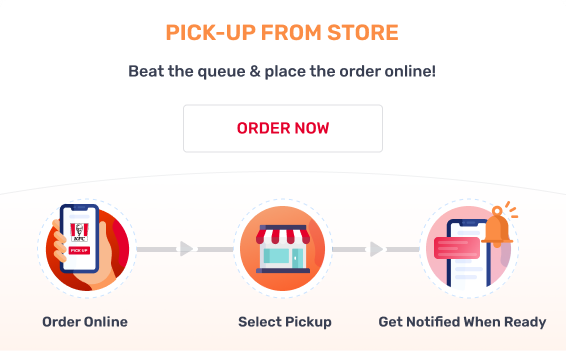 PICK-UP FROM STORE
Beat the queue & place the order online!
ORDER NOW
KFC
PICK UP
Order Online
Select Pickup
Get Notified When Ready